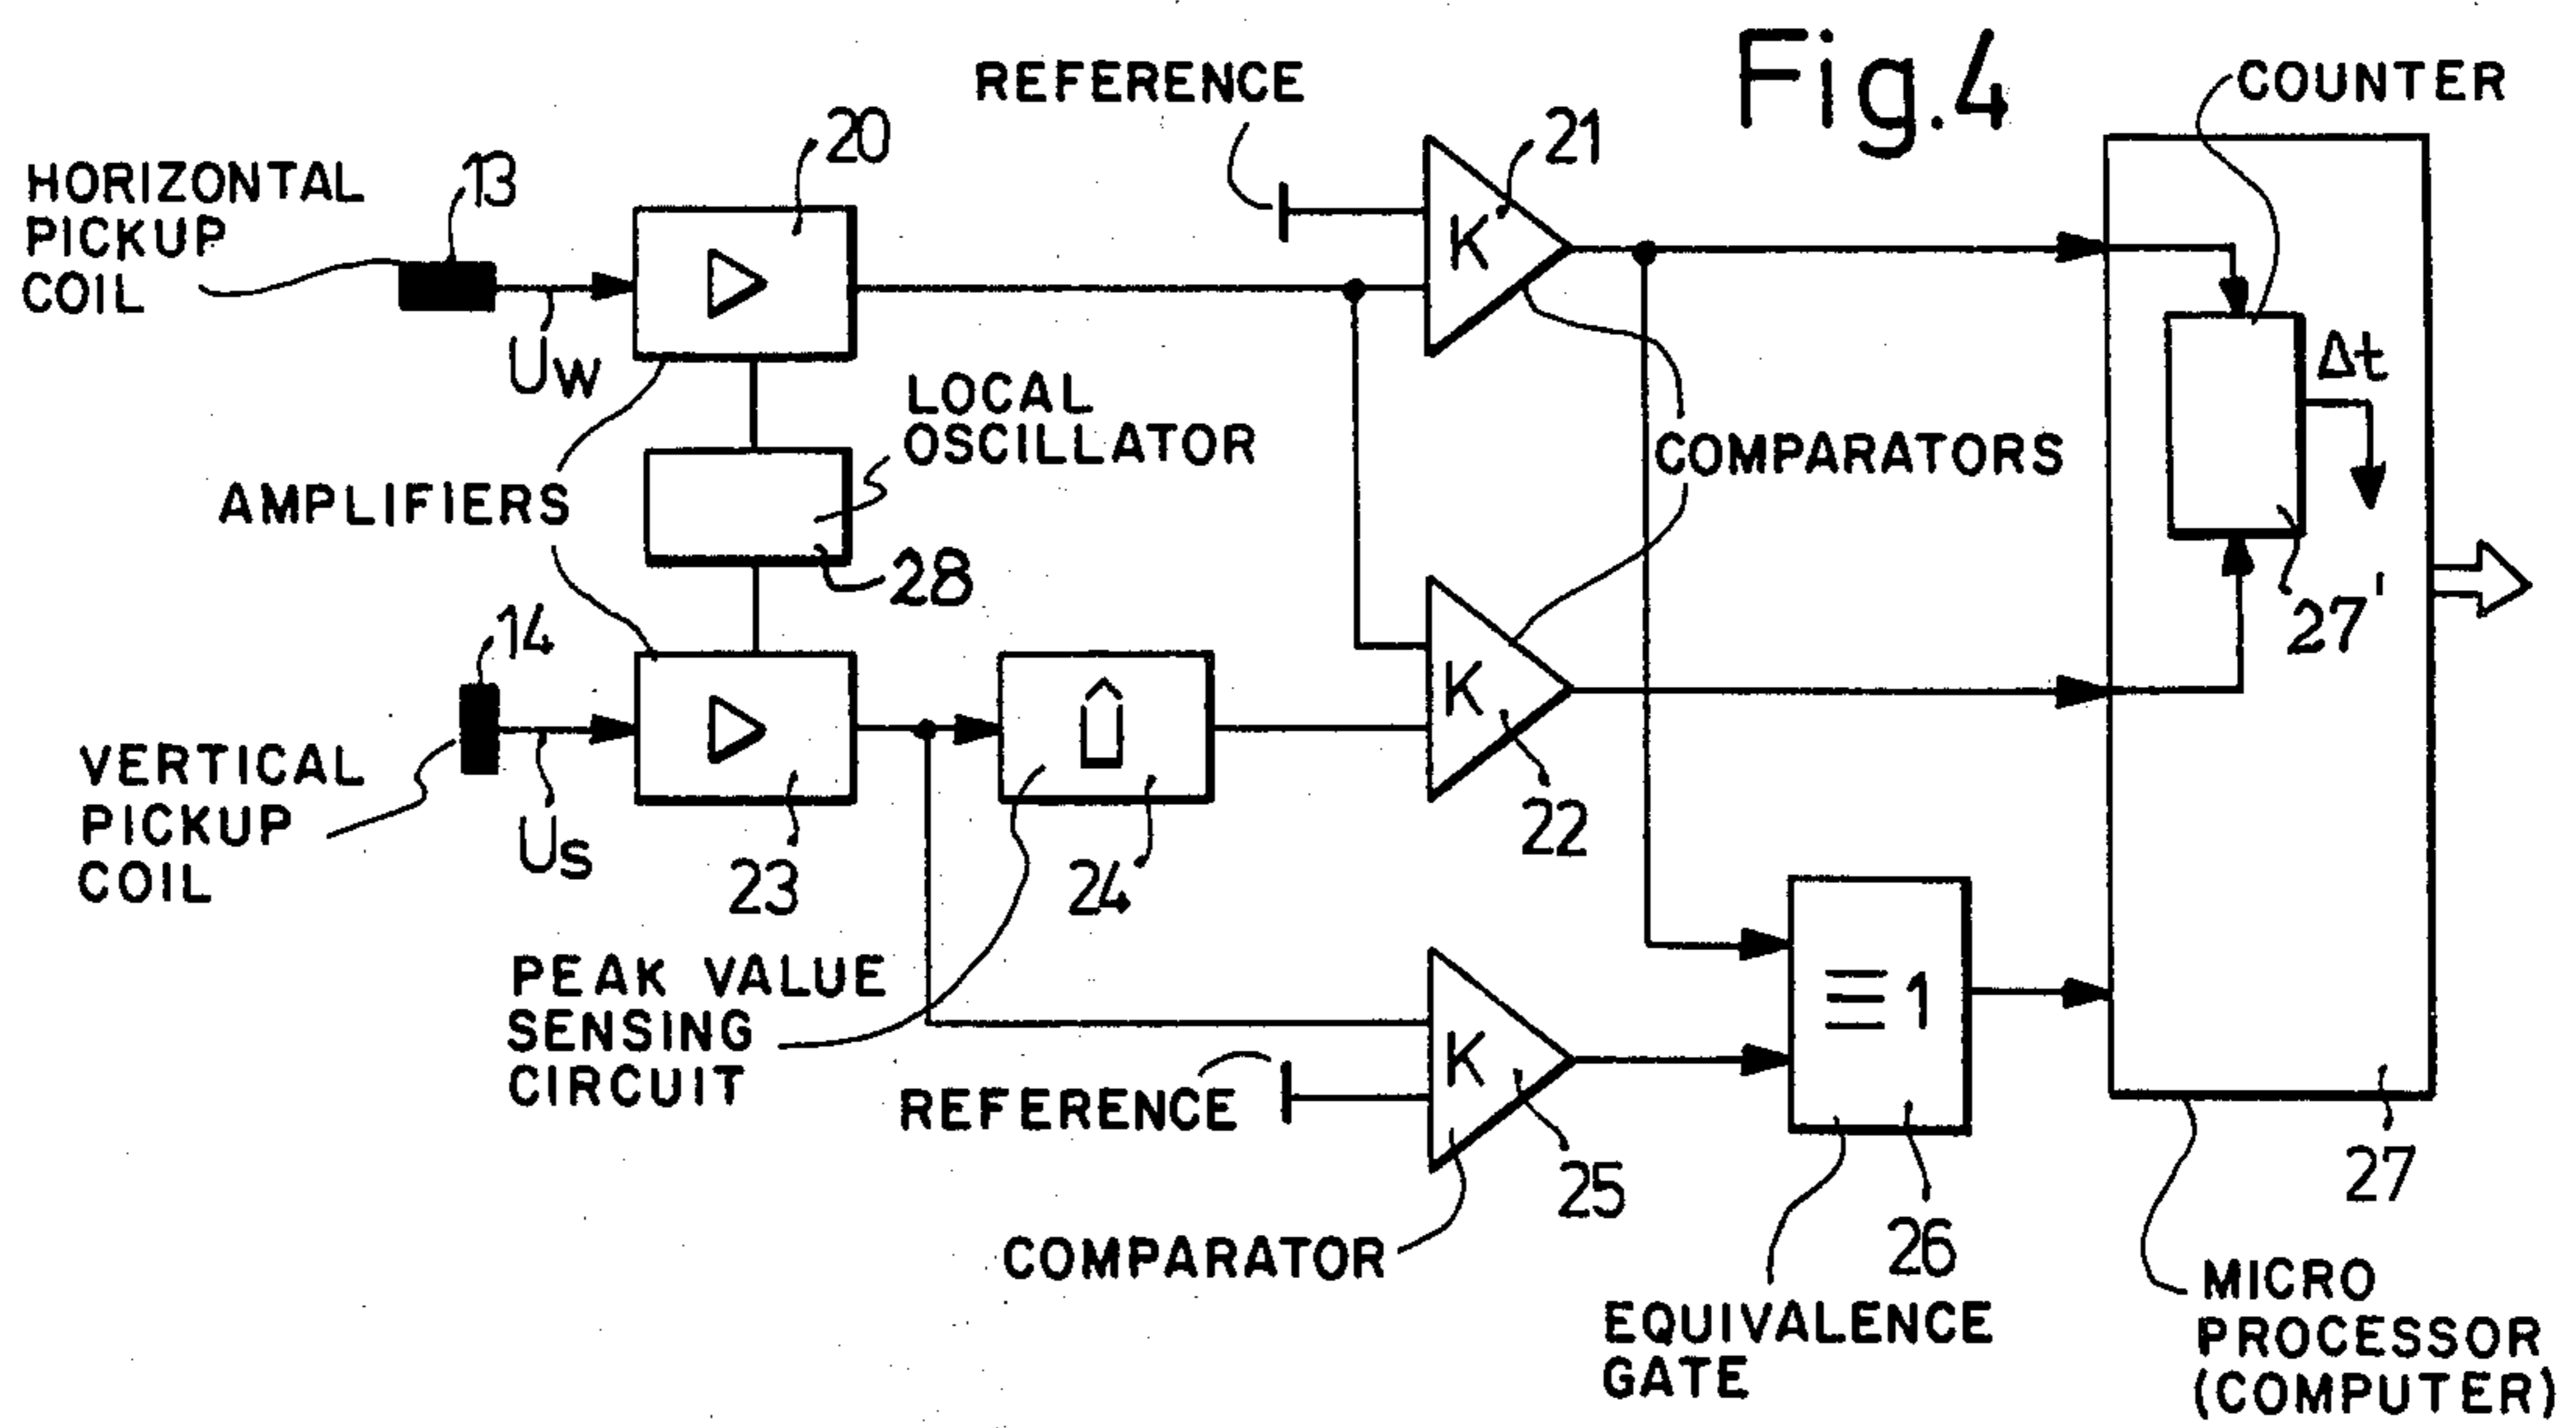 Fig.4
REFERENCE
COUNTER
HORIZONTAL
PICKUP
COIL
13
20
21
K
Uw
LOCAL
OSCILLATOR
Δt
COMPARATORS
AMPLIFIERS
28
27'
14
K
VERTICAL
PICKUP
COIL
Us
23
24
22
PEAK VALUE
SENSING
CIRCUIT
K
≡ 1
REFERENCE
25
26
27
COMPARATOR
EQUIVALENCE
GATE
MICRO
PROCESSOR
(COMPUTER)